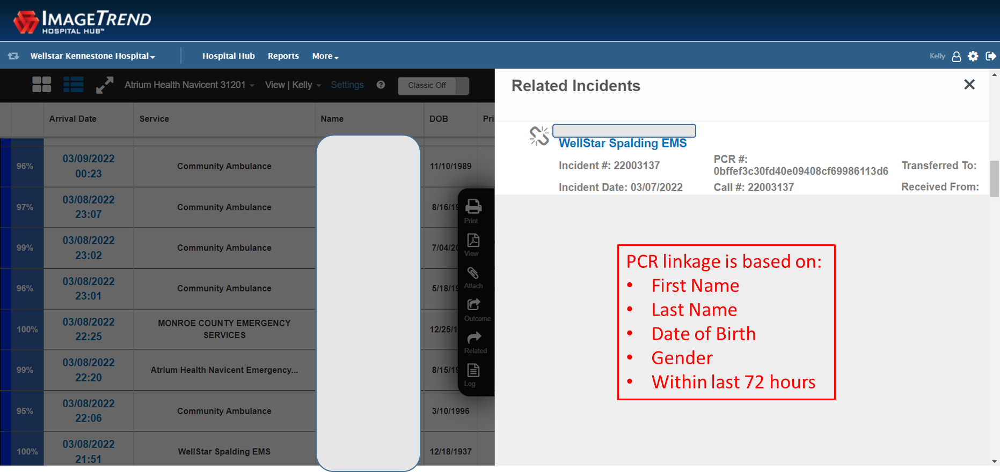 IMAGETREND
HOSPITAL HUB™
Wellstar Kennestone Hospital
Hospital Hub
Reports
More
Kelly
Atrium Health Navicent 31201
View | Kelly
Settings
?
Classic Off
Arrival Date
Service
Name
DOB
Pri
96%
03/09/2022
00:23
Community Ambulance
11/10/1989
97%
03/08/2022
23:07
Community Ambulance
8/16/19
99%
03/08/2022
23:02
Community Ambulance
7/04/20
96%
03/08/2022
23:01
Community Ambulance
5/18/19
100%
03/08/2022
22:25
MONROE COUNTY EMERGENCY
SERVICES
12/25/1
99%
03/08/2022
22:20
Atrium Health Navicent Emergency...
8/15/19
95%
03/08/2022
22:06
Community Ambulance
3/10/1996
100%
03/08/2022
21:51
WellStar Spalding EMS
12/18/1937
Print
View
Attach
Outcome
Related
Log
Related Incidents
WellStar Spalding EMS
Incident #: 22003137
PCR #:
0bffef3c30fd40e09408cf69986113d6
Transferred To:
Incident Date: 03/07/2022
Call #: 22003137
Received From:
PCR linkage is based on:
• First Name
• Last Name
• Date of Birth
• Gender
• Within last 72 hours